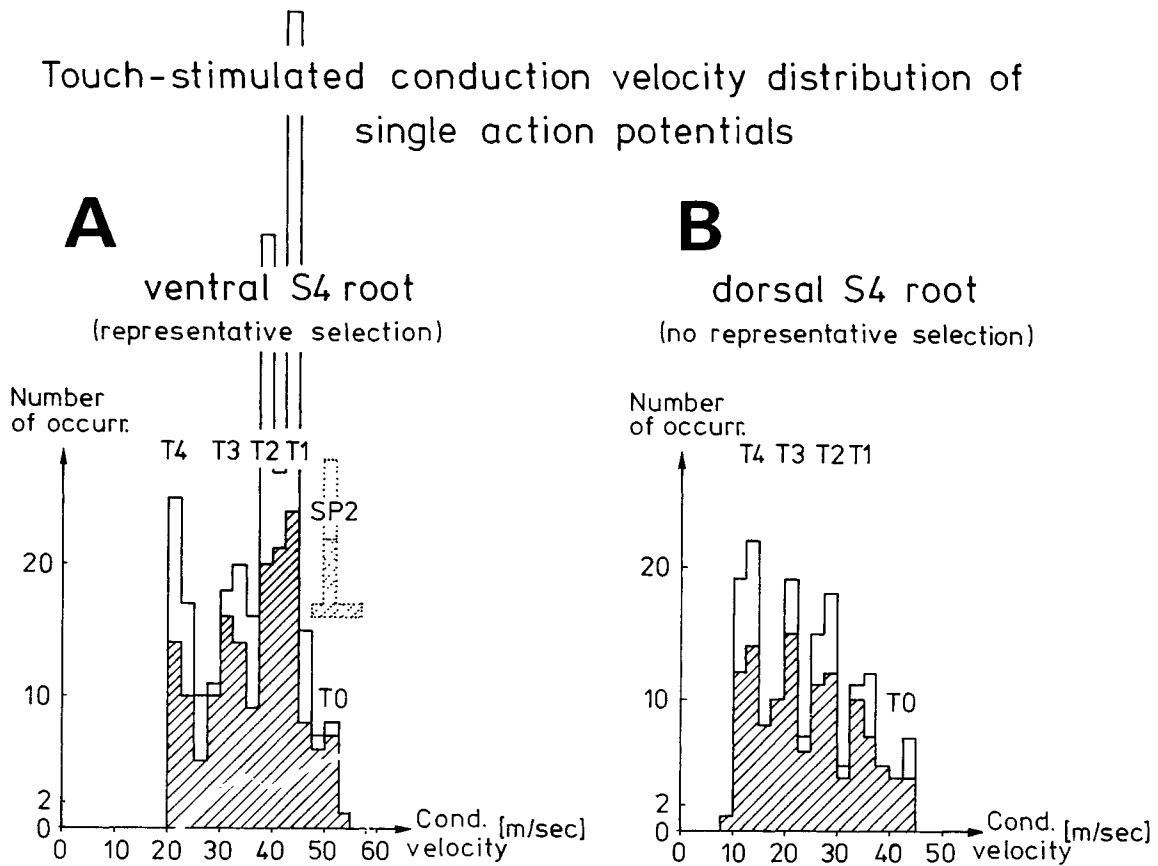 Touch-stimulated conduction velocity distribution of
single action potentials
A
ventral S4 root
(representative selection)
Number
of occurr.
T4 T3 T2 T1
SP2
T0
20
10
2
0
0 10 20 30 40 50 60
Cond. velocity [m/sec]
B
dorsal S4 root
(no representative selection)
Number
of occurr.
T4 T3 T2 T1
T0
20
10
2
0
0 10 20 30 40 50
Cond. velocity [m/sec]